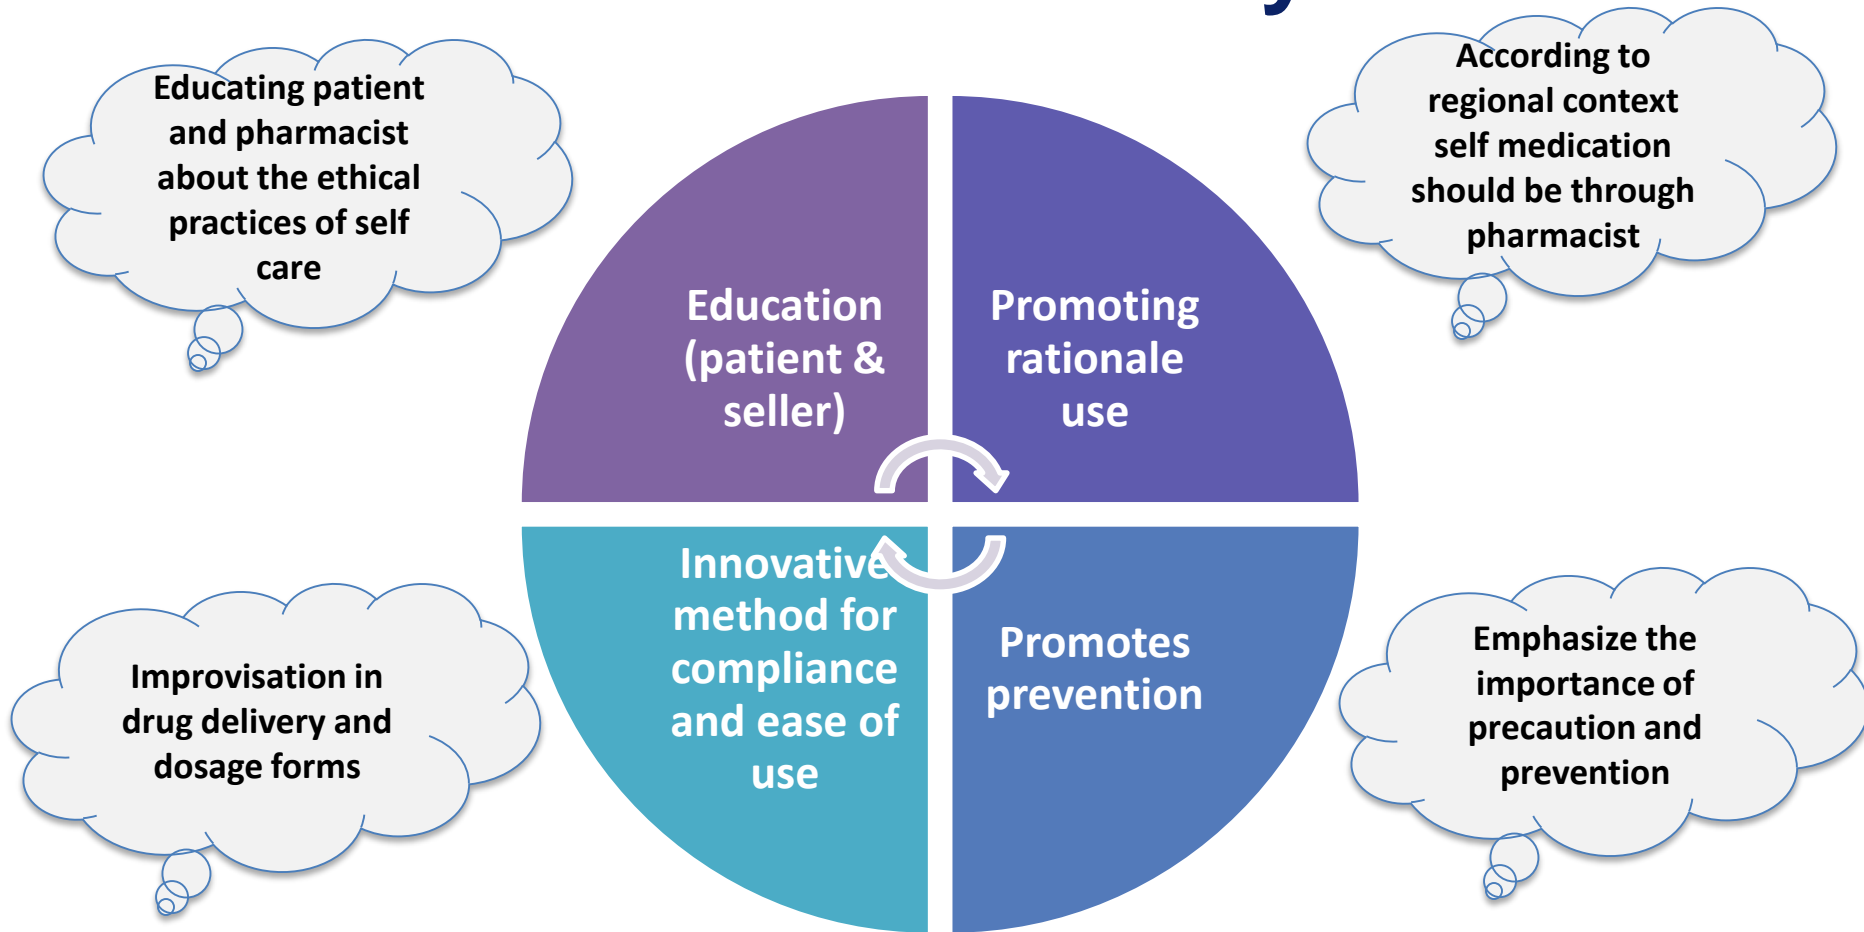 Educating patient
and pharmacist
about the ethical
practices of self
care
According to
regional context
self medication
should be through
pharmacist
Education
(patient &
seller)
Promoting
rationale
use
Innovative
method for
compliance
and ease of
use
Promotes
prevention
Improvisation in
drug delivery and
dosage forms
Emphasize the
importance of
precaution and
prevention